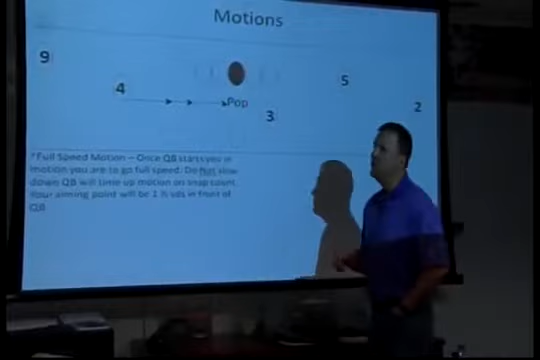 Motions
9
4
5
2
Pop
3
*Full Speed Motion – Once QB starts you in
motion you are to go full speed. Do Not slow
down QB will time up motion on snap count
Your aiming point will be 1 ½ yds in front of
QB